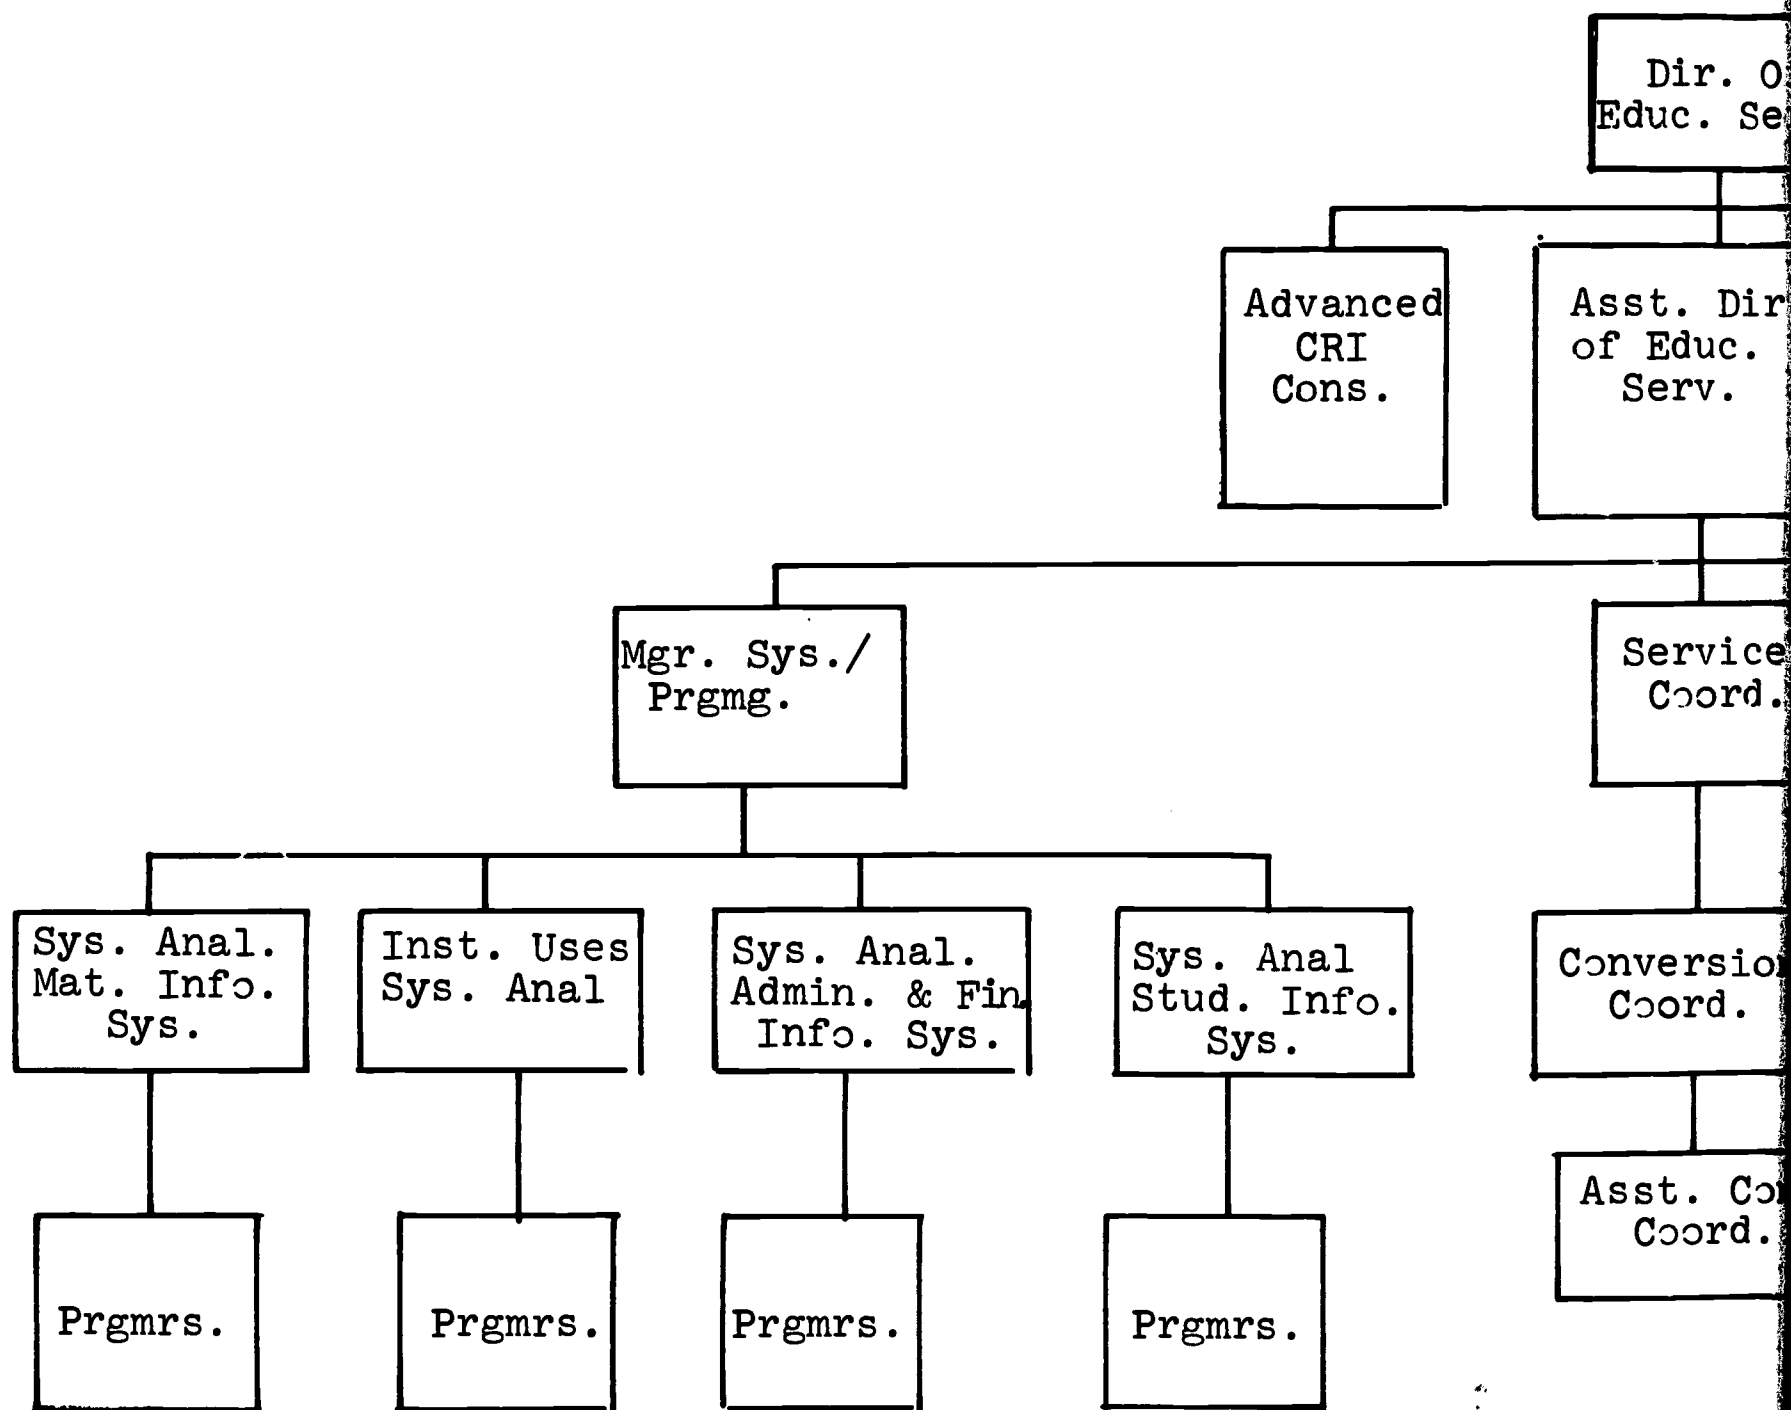 Dir. O
Educ. Se
Advanced
CRI
Cons.
Asst. Dir
of Educ.
Serv.
Mgr. Sys./
Prgmg.
Service
Coord.
Sys. Anal.
Mat. Info.
Sys.
Inst. Uses
Sys. Anal
Sys. Anal.
Admin. & Fin.
Info. Sys.
Sys. Anal
Stud. Info.
Sys.
Conversion
Coord.
Asst. Co
Coord.
Prgmrs.
Prgmrs.
Prgmrs.
Prgmrs.